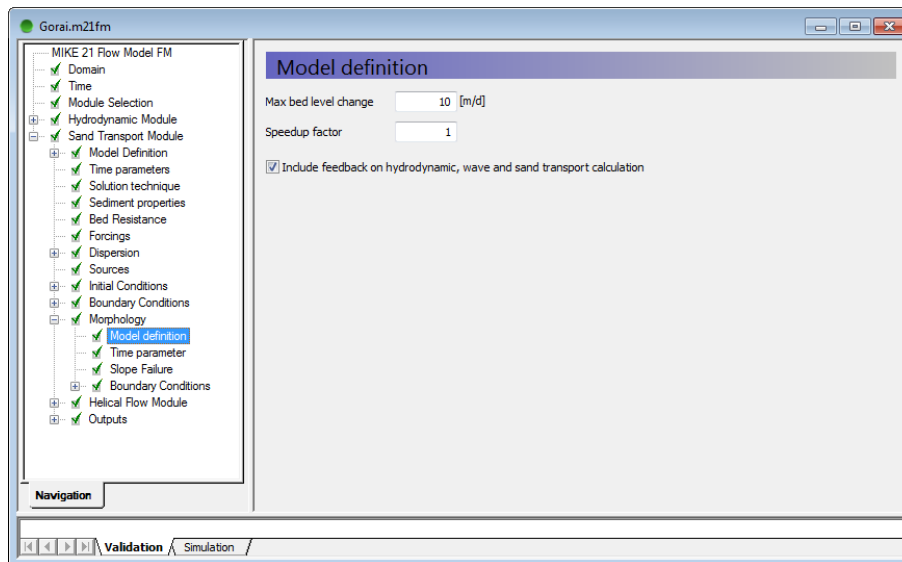 Gorai.m21fm
MIKE 21 Flow Model FM
Domain
Time
Module Selection
Hydrodynamic Module
Sand Transport Module
Model Definition
Time parameters
Solution technique
Sediment properties
Bed Resistance
Forcings
Dispersion
Sources
Initial Conditions
Boundary Conditions
Morphology
Model definition
Time parameter
Slope Failure
Boundary Conditions
Helical Flow Module
Outputs
Navigation
Model definition
Max bed level change 10 [m/d]
Speedup factor 1
Include feedback on hydrodynamic, wave and sand transport calculation
Validation Simulation